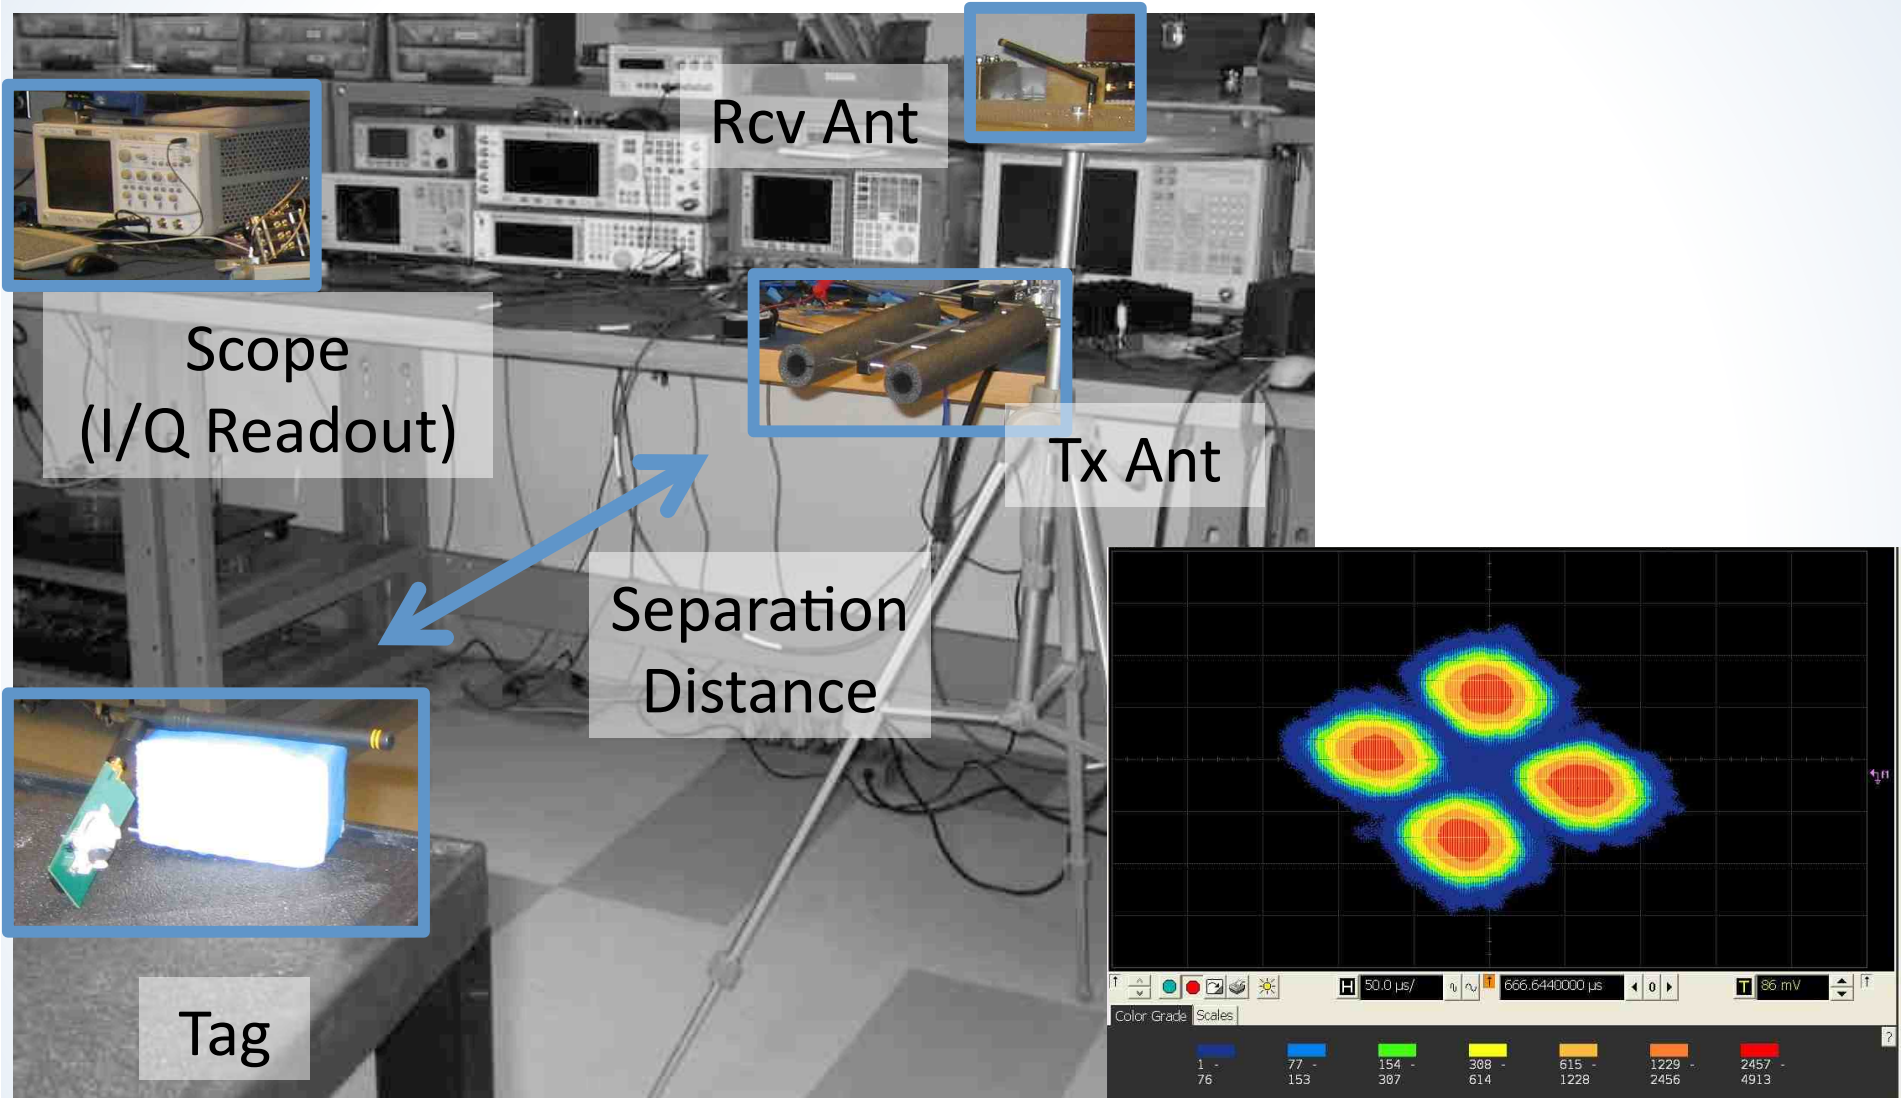 Rcv Ant
Scope
(I/Q Readout)
Tx Ant
Separation
Distance
Tag
H 50.0 µs/
666.6440000 µs
0
T 86 mV
Color Grade Scales
?
1 -
76
77 -
153
154 -
307
308 -
614
615 -
1228
1229 -
2456
2457 -
4913